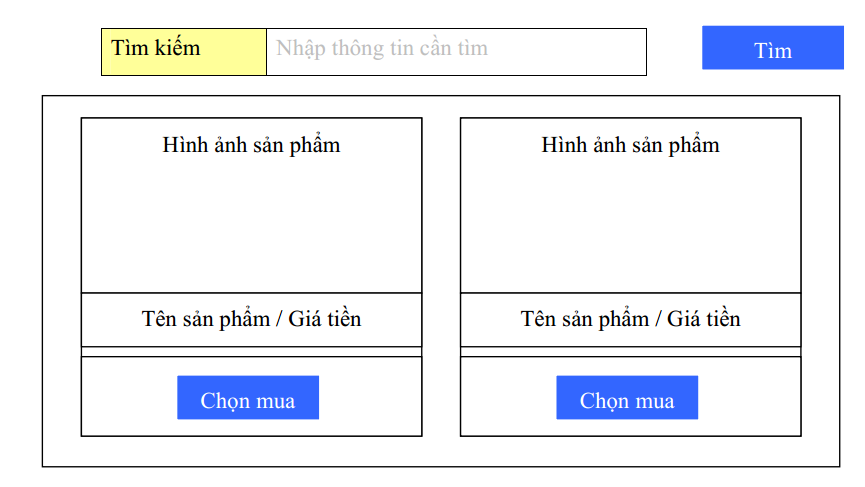 Tìm kiếm
Nhập thông tin cần tìm
Tìm
Hình ảnh sản phẩm
Hình ảnh sản phẩm
Tên sản phẩm / Giá tiền
Tên sản phẩm / Giá tiền
Chọn mua
Chọn mua